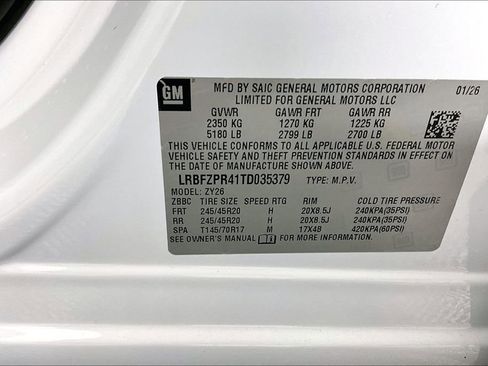 GM
MFD BY SAIC GENERAL MOTORS CORPORATION 01/26
LIMITED FOR GENERAL MOTORS LLC
GVWR GAWR FRT GAWR RR
2350 KG 1270 KG 1225 KG
5180 LB 2799 LB 2700 LB
THIS VEHICLE CONFORMS TO ALL APPLICABLE U.S. FEDERAL MOTOR
VEHICLE SAFETY AND THEFT PREVENTION STANDARDS IN EFFECT ON
THE DATE OF MANUFACTURE SHOWN ABOVE.
LRBFZPR41TD035379 TYPE: M.P.V.
MODEL: ZY26
ZBBC TIRE SIZE SPEED RTG RIM COLD TIRE PRESSURE
FRT 245/45R20 H 20X8.5J 240KPA(35PSI)
RR 245/45R20 H 20X8.5J 240KPA(35PSI)
SPA T145/70R17 M 17X4B 420KPA(60PSI)
SEE OWNER'S MANUAL FOR MORE INFORMATION.